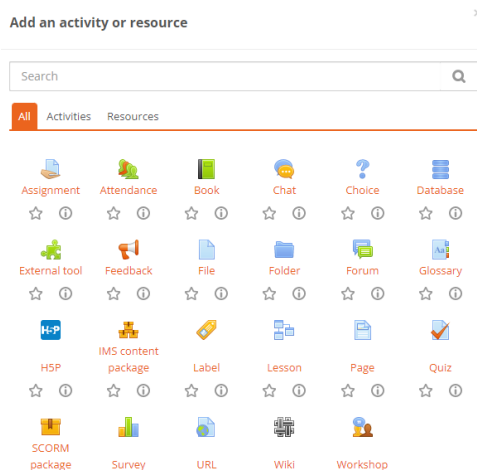 Add an activity or resource
Search
All Activities Resources
Assignment Attendance Book Chat Choice Database
External tool Feedback File Folder Forum Glossary
Aa
H5P
IMS content
H5P package Label Lesson Page Quiz
SCORM
package Survey URL Wiki Workshop